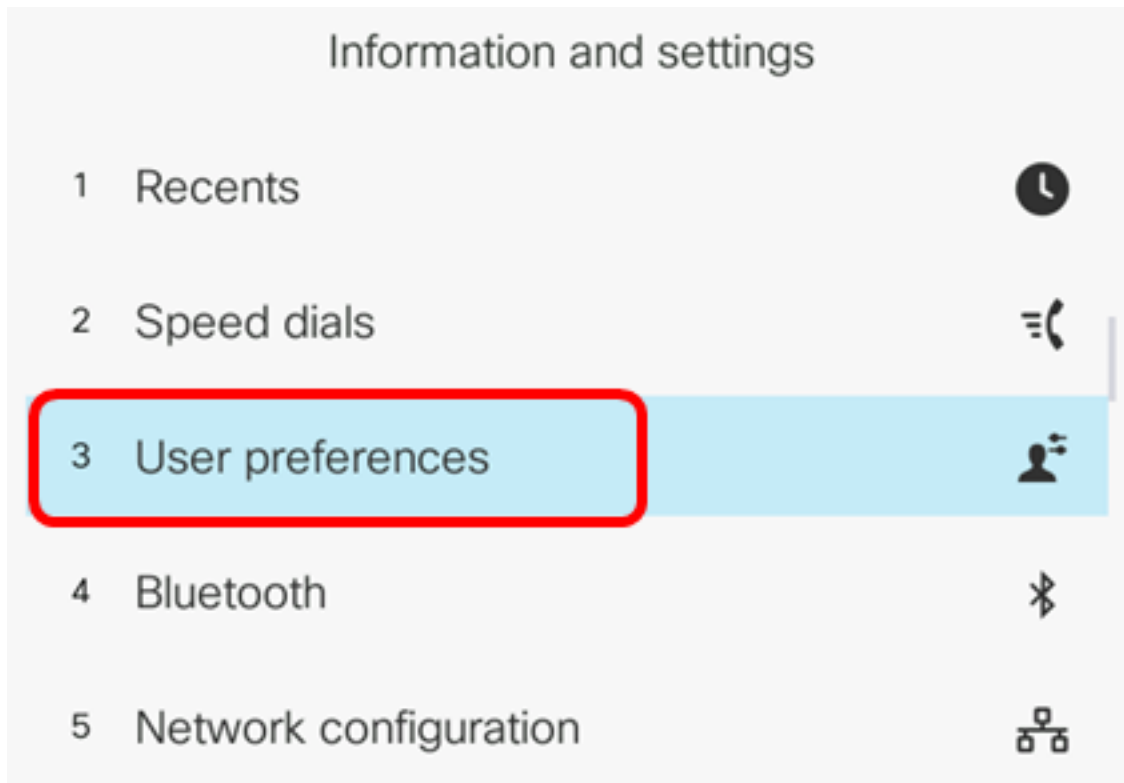 Information and settings
1 Recents
2 Speed dials
3 User preferences
4 Bluetooth
5 Network configuration